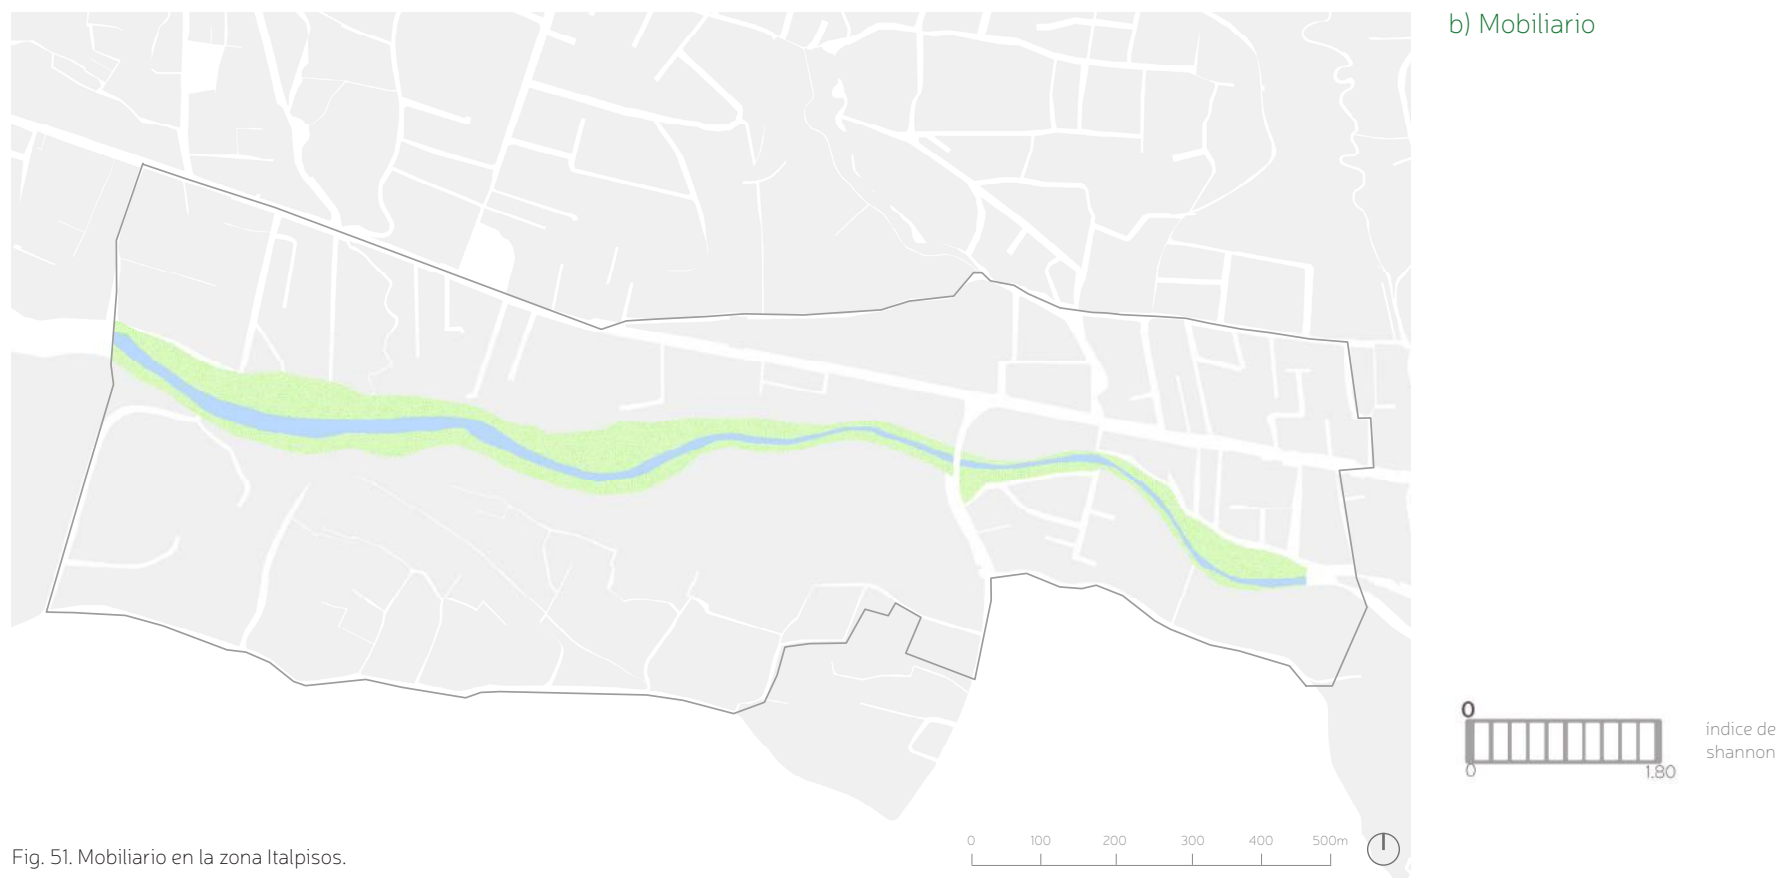 b) Mobiliario
0
índice de
shannon
0 1.80
0 100 200 300 400 500m
Fig. 51. Mobiliario en la zona Italpisos.